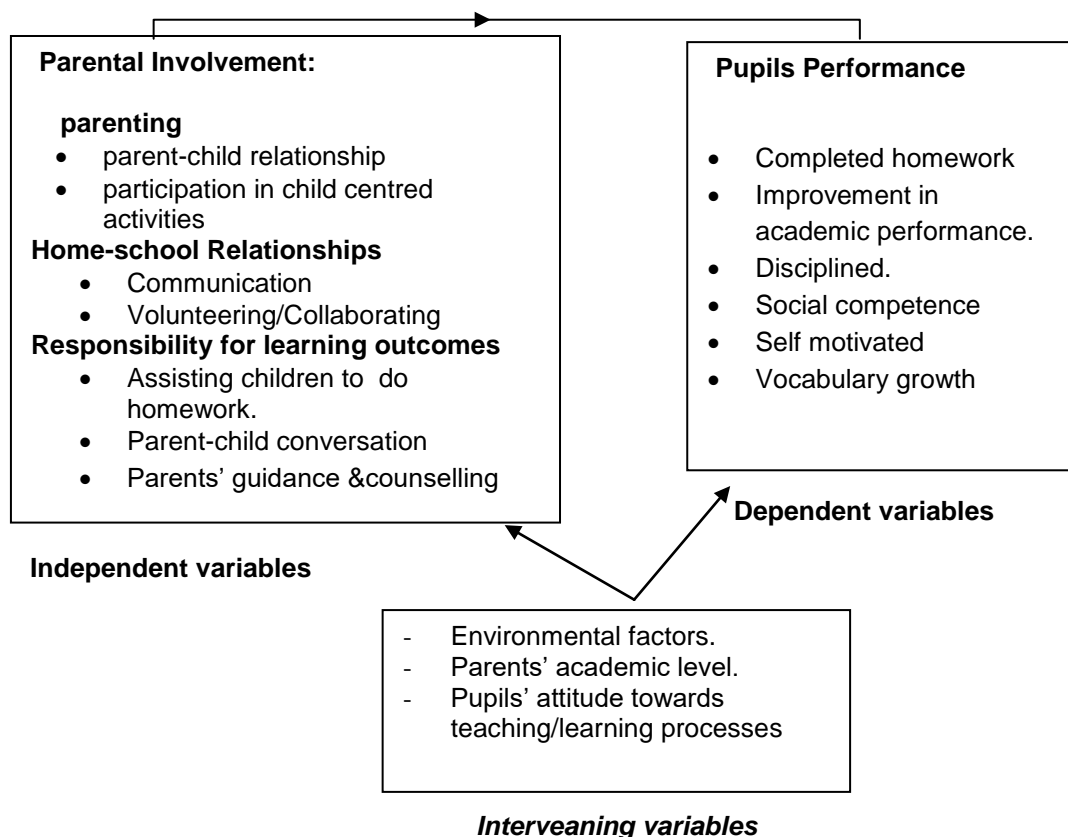 Parental Involvement:
parenting
• parent-child relationship
• participation in child centred
activities
Home-school Relationships
• Communication
• Volunteering/Collaborating
Responsibility for learning outcomes
• Assisting children to do
homework.
• Parent-child conversation
• Parents’ guidance &counselling
Independent variables
Pupils Performance
• Completed homework
• Improvement in
academic performance.
• Disciplined.
• Social competence
• Self motivated
• Vocabulary growth
Dependent variables
- Environmental factors.
- Parents’ academic level.
- Pupils’ attitude towards
teaching/learning processes
Interveaning variables